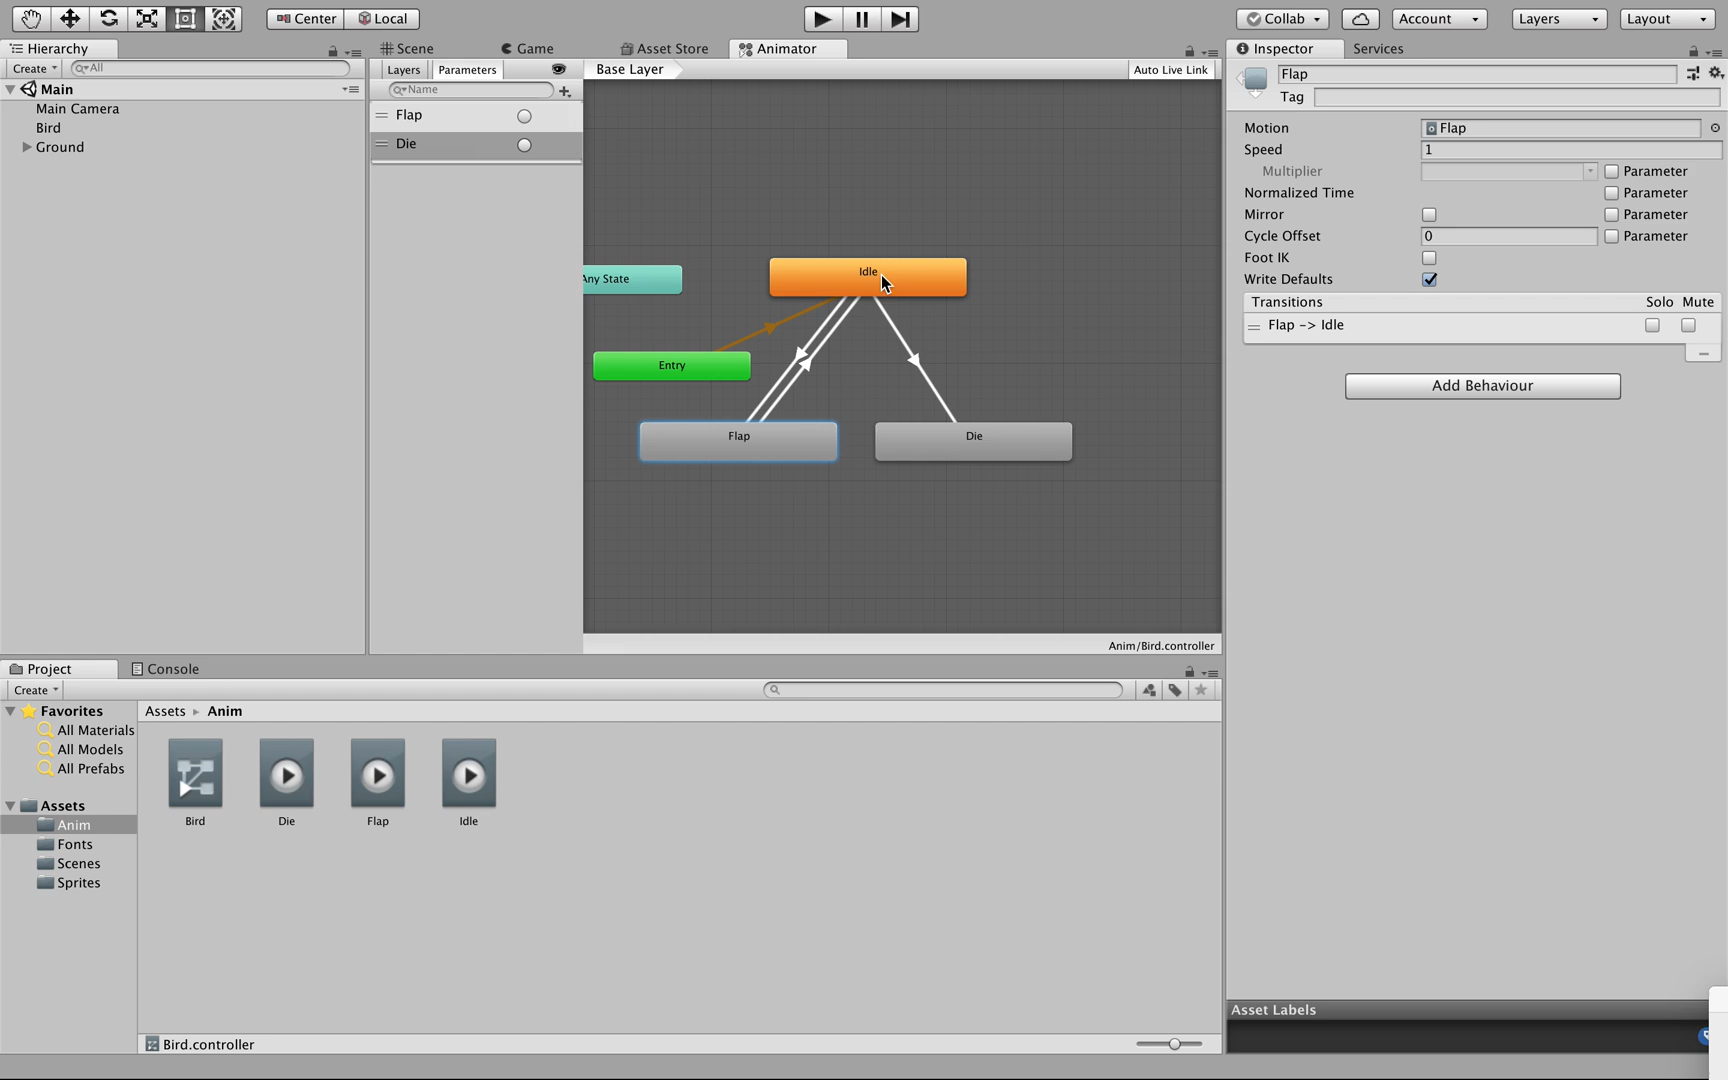 Center
Local
Collab
Account
Layers
Layout
Hierarchy
Create
All
Main
Main Camera
Bird
Ground
Scene
Game
Asset Store
Animator
Layers
Parameters
Name
Flap
Die
Base Layer
Auto Live Link
Any State
Idle
Entry
Flap
Die
Anim/Bird.controller
Inspector
Services
Flap
Tag
Motion
Flap
Speed
1
Multiplier
Parameter
Normalized Time
Parameter
Mirror
Parameter
Cycle Offset
0
Parameter
Foot IK
Write Defaults
Transitions
Solo
Mute
Flap -> Idle
Add Behaviour
Project
Console
Create
Favorites
All Materials
All Models
All Prefabs
Assets
Anim
Fonts
Scenes
Sprites
Assets
Anim
Bird
Die
Flap
Idle
Bird.controller
Asset Labels